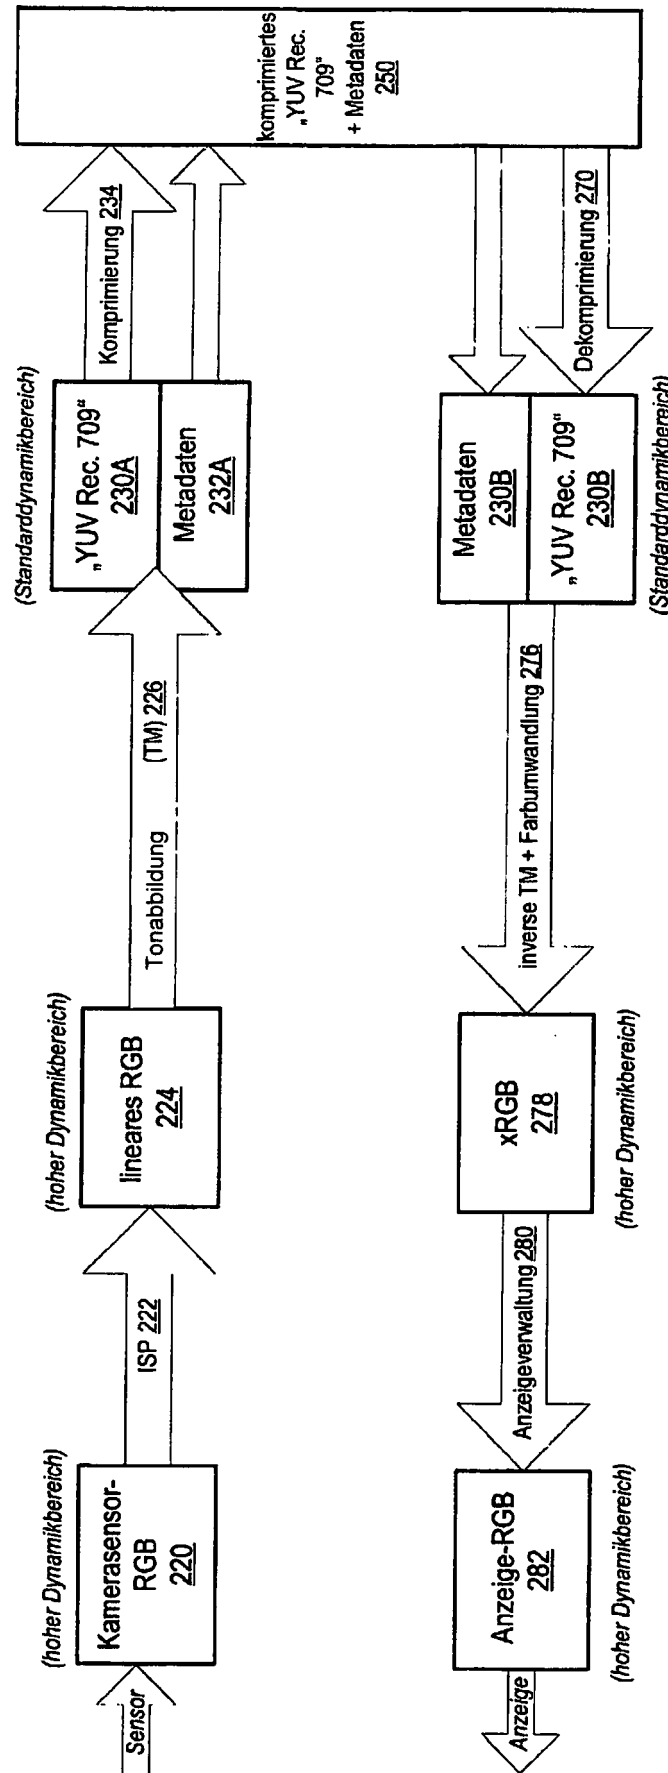 Sensor
(hoher Dynamikbereich)
Kamerasensor-
RGB
220
ISP 222
(hoher Dynamikbereich)
lineares RGB
224
Tonabbildung (TM) 226
(Standarddynamikbereich)
„YUV Rec. 709“
230A
Metadaten
232A
Komprimierung 234
komprimiertes
„YUV Rec.
709“
+ Metadaten
250
Dekomprimierung 270
Metadaten
230B
„YUV Rec. 709“
230B
(Standarddynamikbereich)
inverse TM + Farbumwandlung 276
xRGB
278
(hoher Dynamikbereich)
Anzeigeverwaltung 280
Anzeige-RGB
282
(hoher Dynamikbereich)
Anzeige